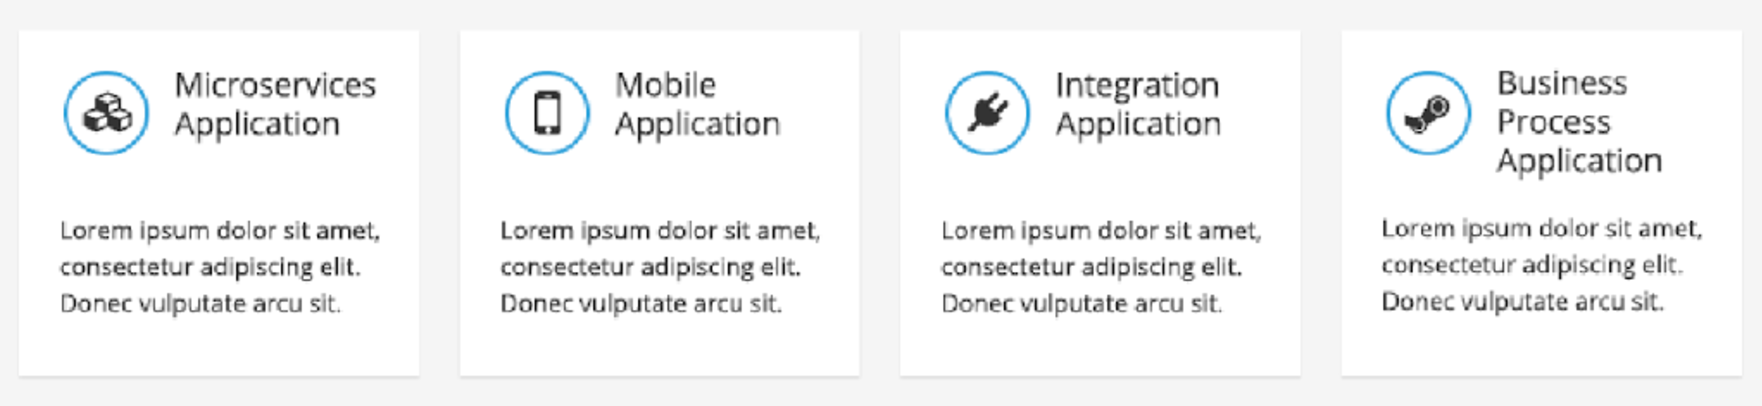 Microservices
Application
Lorem ipsum dolor sit amet,
consectetur adipiscing elit.
Donec vulputate arcu sit.
Mobile
Application
Lorem ipsum dolor sit amet,
consectetur adipiscing elit.
Donec vulputate arcu sit.
Integration
Application
Lorem ipsum dolor sit amet,
consectetur adipiscing elit.
Donec vulputate arcu sit.
Business
Process
Application
Lorem ipsum dolor sit amet,
consectetur adipiscing elit.
Donec vulputate arcu sit.